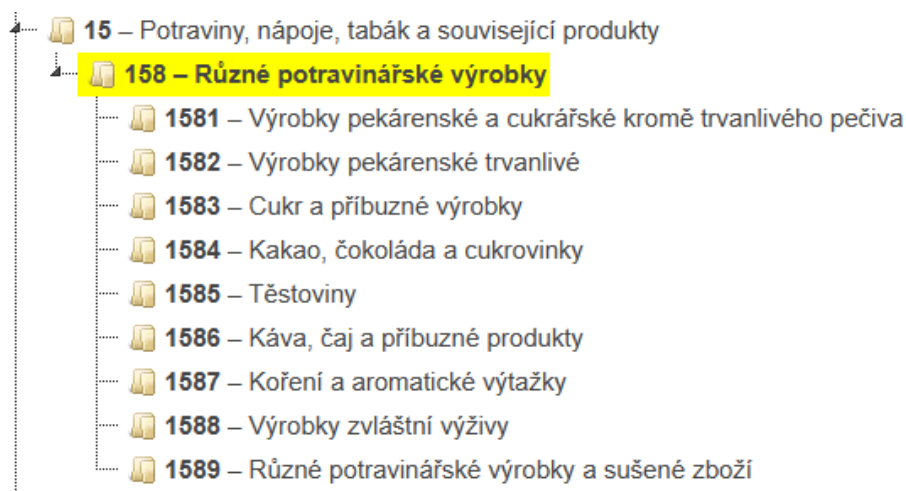 15 – Potraviny, nápoje, tabák a související produkty
158 – Různé potravinářské výrobky
1581 – Výrobky pekárenské a cukrářské kromě trvanlivého pečiva
1582 – Výrobky pekárenské trvanlivé
1583 – Cukr a příbuzné výrobky
1584 – Kakao, čokoláda a cukrovinky
1585 – Těstoviny
1586 – Káva, čaj a příbuzné produkty
1587 – Koření a aromatické výtažky
1588 – Výrobky zvláštní výživy
1589 – Různé potravinářské výrobky a sušené zboží